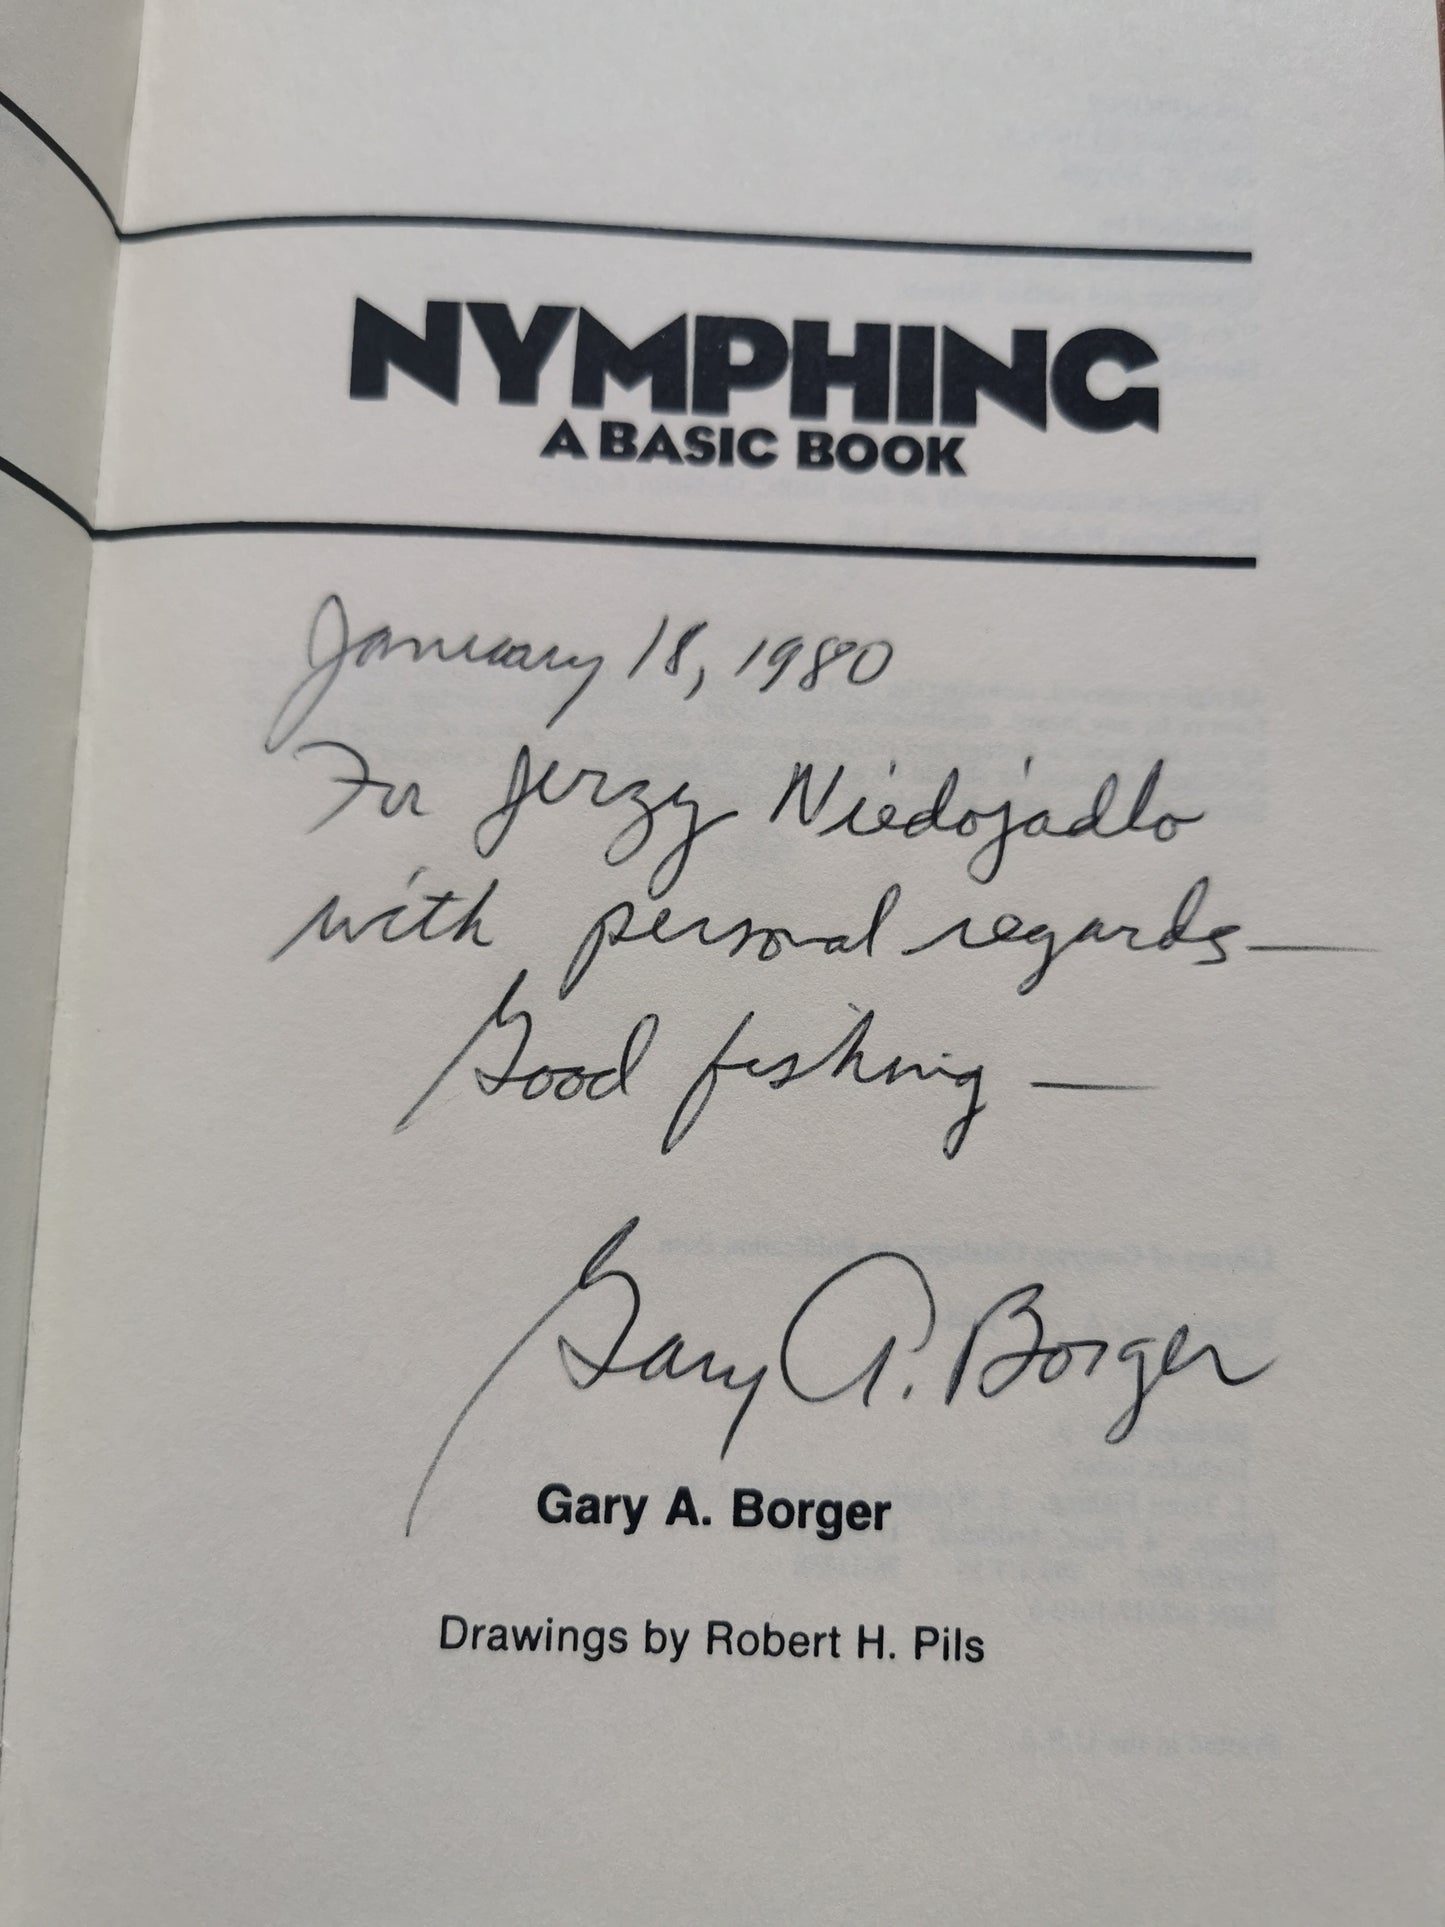 NYMPHING
A BASIC BOOK
January 18, 1980
For Jerzy Niedojadlo
with personal regards—
Good fishing —
Gary A. Borger
Gary A. Borger
Drawings by Robert H. Pils